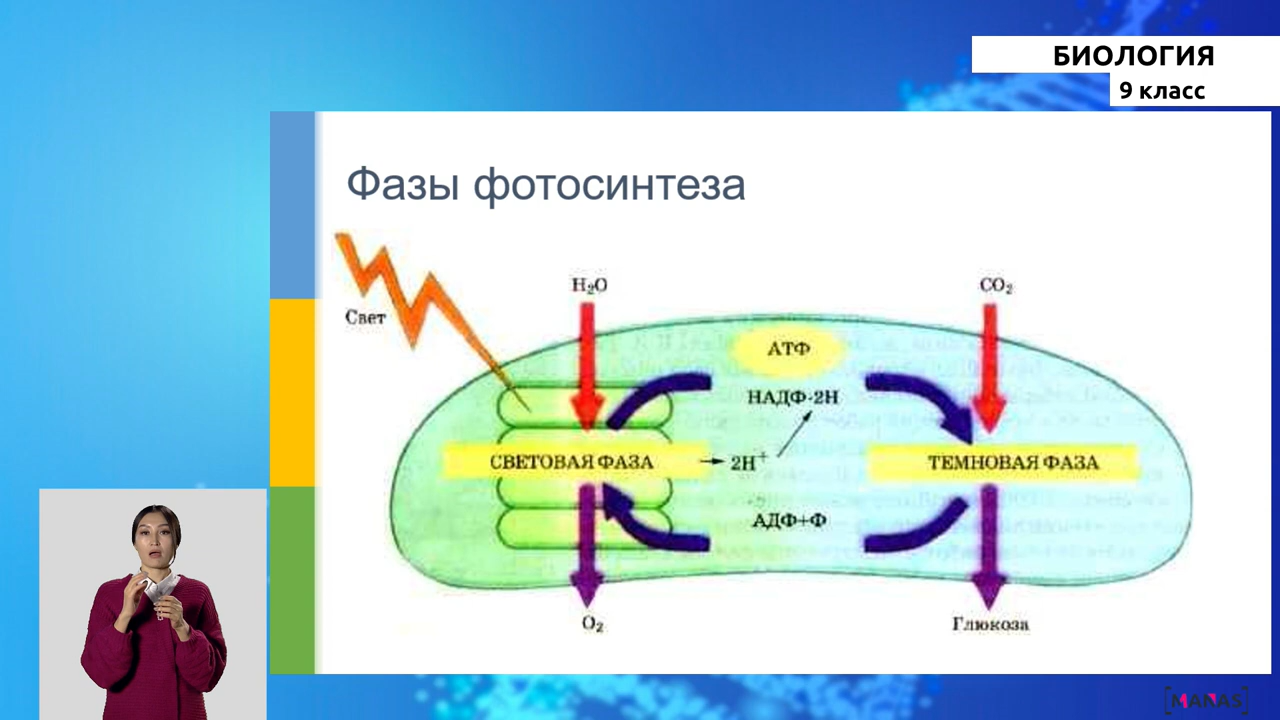 БИОЛОГИЯ
9 класс
Фазы фотосинтеза
Свет
H₂O
CO₂
АТФ
НАДФ·2Н
СВЕТОВАЯ ФАЗА
2H⁺
ТЕМНОВАЯ ФАЗА
АДФ+Ф
O₂
Глюкоза
[MANAS]